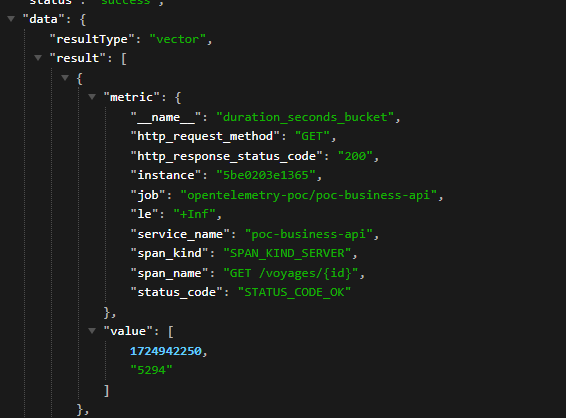 "status": "success"
"data": {
"resultType": "vector",
"result": [
{
"metric": {
"__name__": "duration_seconds_bucket",
"http_request_method": "GET",
"http_response_status_code": "200",
"instance": "5be0203e1365",
"job": "opentelemetry-poc/poc-business-api",
"le": "+Inf",
"service_name": "poc-business-api",
"span_kind": "SPAN_KIND_SERVER",
"span_name": "GET /voyages/{id}",
"status_code": "STATUS_CODE_OK"
},
"value": [
1724942250,
"5294"
]
},